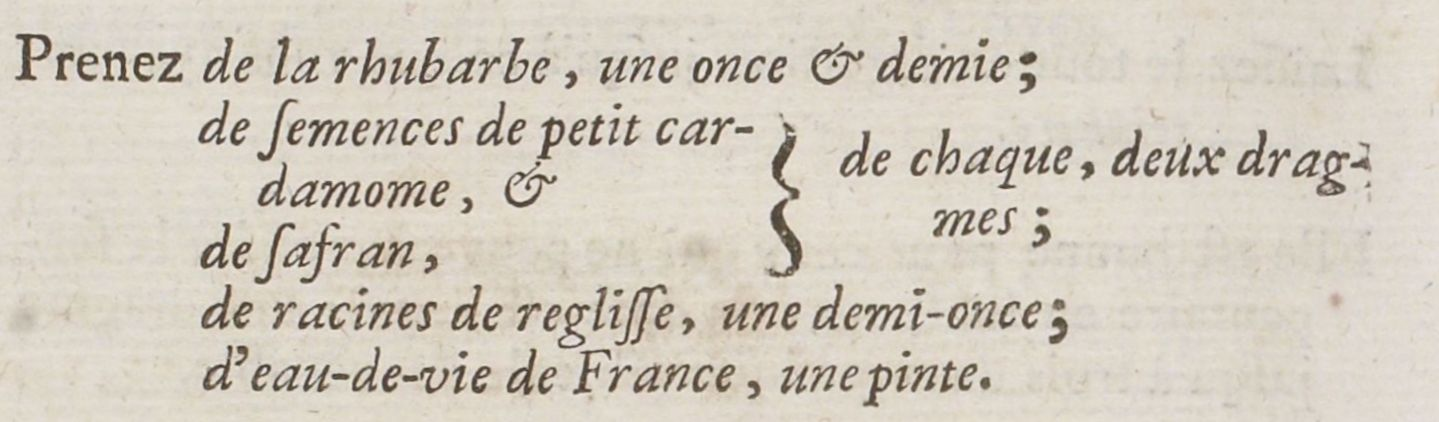 Prenez de la rhubarbe, une once & demie;
de ſemences de petit car-
damome, &
de ſafran,
de chaque, deux drag-
mes;
de racines de regliſſe, une demi-once;
d'eau-de-vie de France, une pinte.